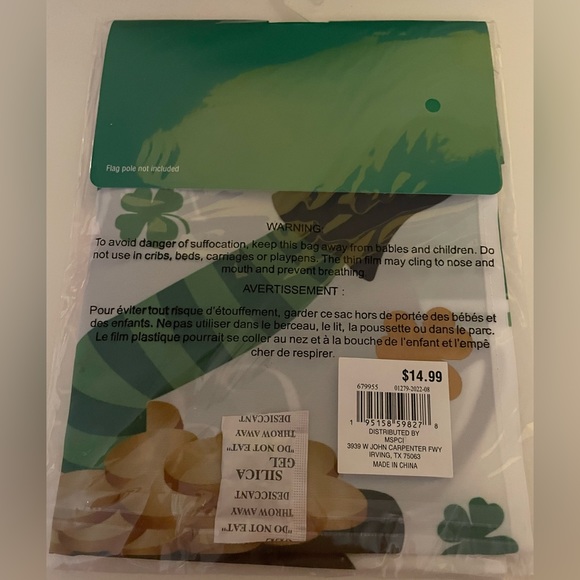 Flag pole not included
WARNING
To avoid danger of suffocation, keep this bag away from babies and children. Do
not use in cribs, beds, carriages or playpens. The thin film may cling to nose and
mouth and prevent breathing.
AVERTISSEMENT :
Pour éviter tout risque d'étouffement, garder ce sac hors de portée des bébés et
des enfants. Ne pas utiliser dans le berceau, le lit, la poussette ou dans le parc.
Le film plastique pourrait se coller au nez et à la bouche de l'enfant et l'empê
cher de respirer.
$14.99
679955 01279-2022-08
1 95158 59827 8
DISTRIBUTED BY
MSPCI
3939 W JOHN CARPENTER FWY
IRVING, TX 75063
MADE IN CHINA
"DO NOT EAT"
THROW AWAY
DESICCANT
SILICA
GEL
"DO NOT EAT"
THROW AWAY
DESICCANT